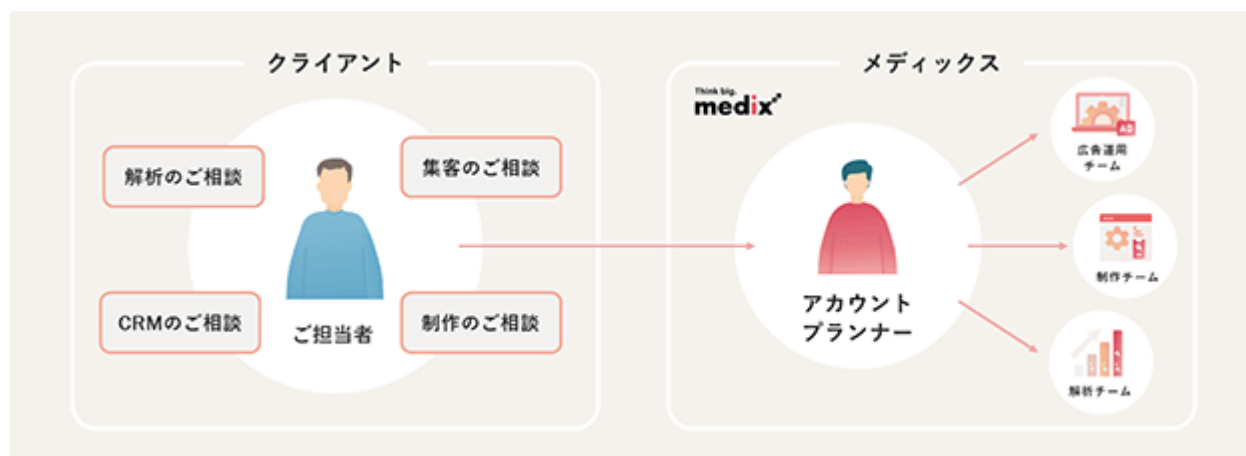 クライアント
解析のご相談
集客のご相談
CRMのご相談
制作のご相談
ご担当者
メディックス
Think big.
medix
アカウント
プランナー
AD
広告運用
チーム
制作チーム
解析チーム